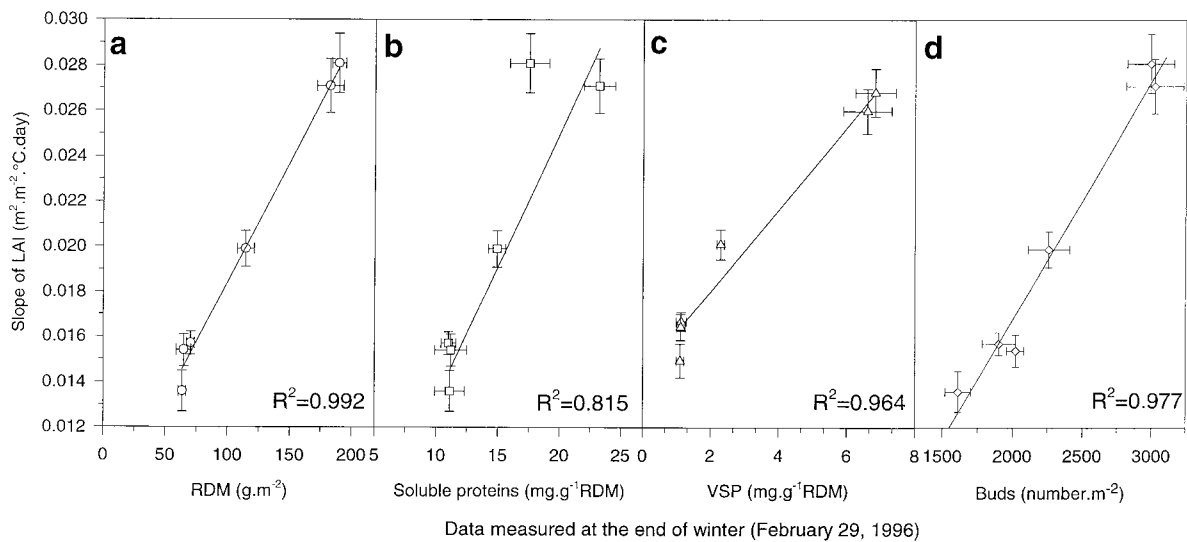 a b c d
0.030
0.028
0.026
0.024
0.022
0.020
0.018
0.016
0.014
0.012
Slope of LAI (m².m⁻².°C.day)
R²=0.992 R²=0.815 R²=0.964 R²=0.977
0 50 100 150 200 5 10 15 20 25 0 2 4 6 8 1500 2000 2500 3000
RDM (g.m⁻²) Soluble proteins (mg.g⁻¹RDM) VSP (mg.g⁻¹RDM) Buds (number.m⁻²)
Data measured at the end of winter (February 29, 1996)